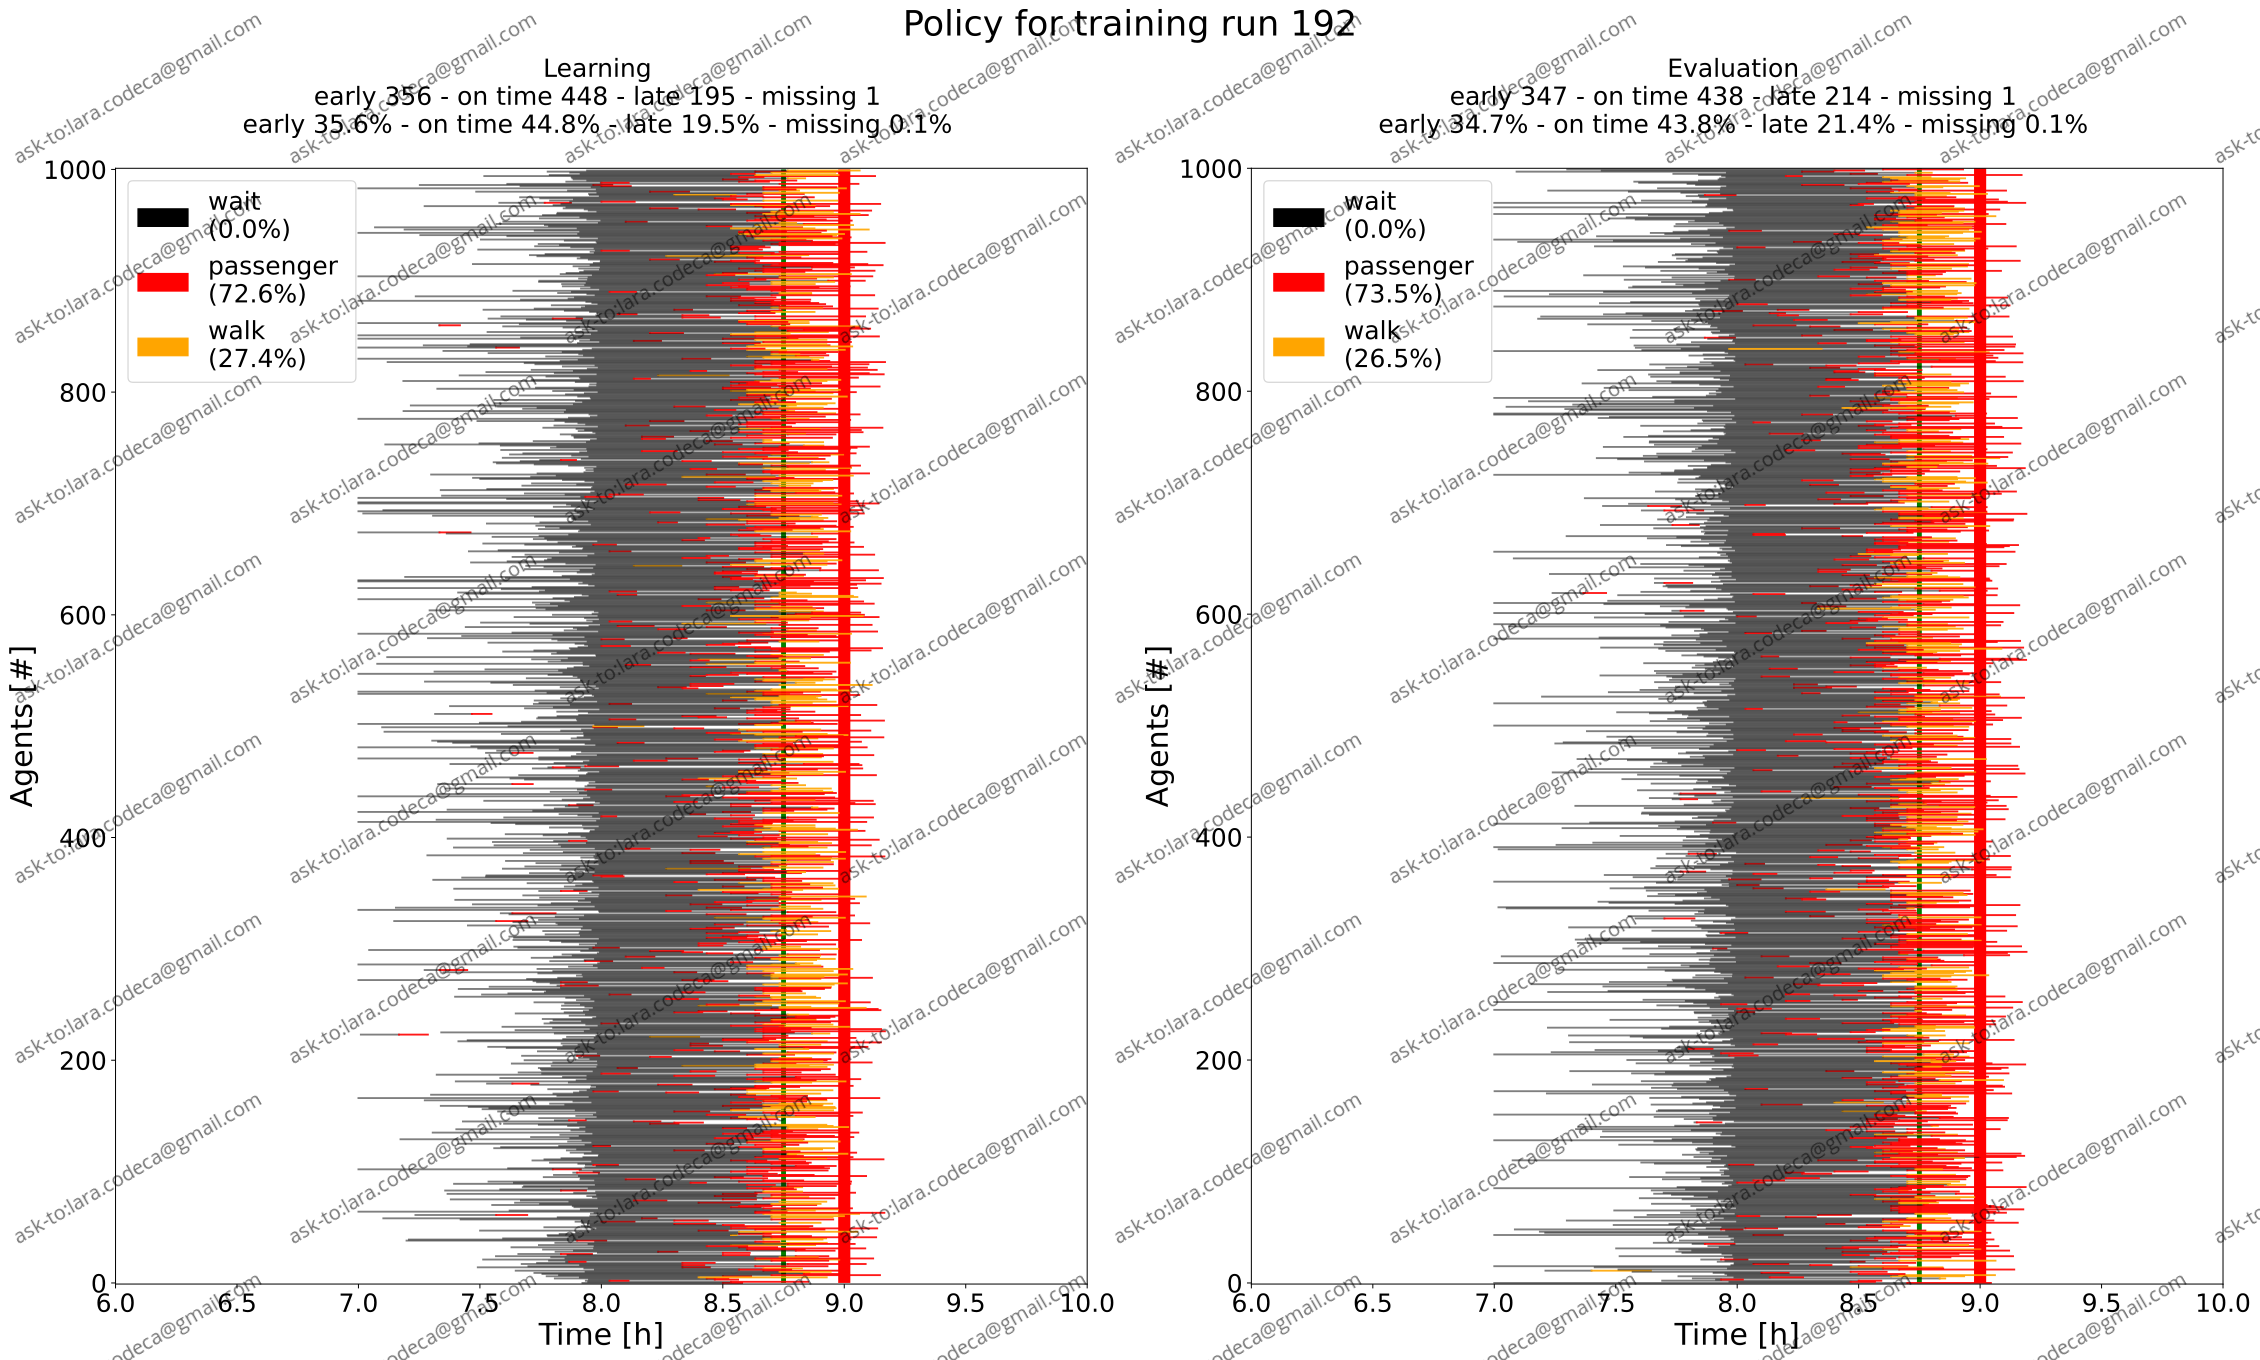 Policy for training run 192
Learning
early 356 - on time 448 - late 195 - missing 1
early 35.6% - on time 44.8% - late 19.5% - missing 0.1%
wait
(0.0%)
passenger
(72.6%)
walk
(27.4%)
Agents [#]
1000
800
600
400
200
0
6.0 6.5 7.0 7.5 8.0 8.5 9.0 9.5 10.0
Time [h]
Evaluation
early 347 - on time 438 - late 214 - missing 1
early 34.7% - on time 43.8% - late 21.4% - missing 0.1%
wait
(0.0%)
passenger
(73.5%)
walk
(26.5%)
Agents [#]
1000
800
600
400
200
0
6.0 6.5 7.0 7.5 8.0 8.5 9.0 9.5 10.0
Time [h]
ask-to:lara.codeca@gmail.com